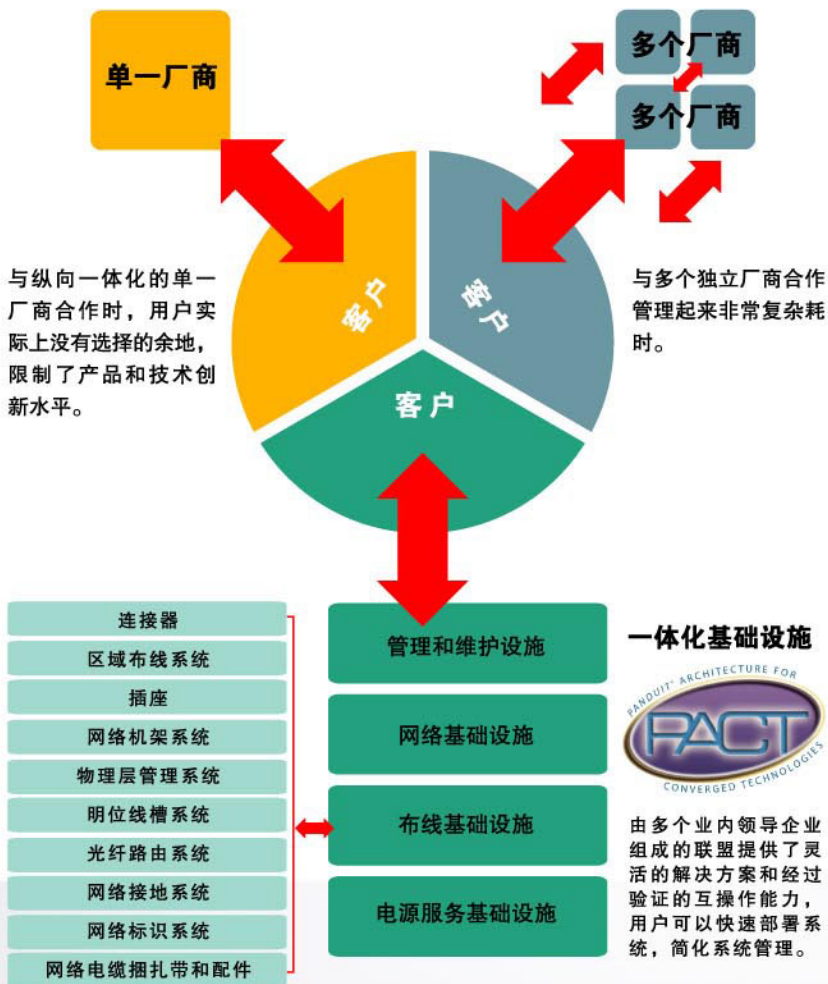 单一厂商
多个厂商
多个厂商
与纵向一体化的单一
厂商合作时，用户实
际上没有选择的余地，
限制了产品和技术创
新水平。
客户
客户
与多个独立厂商合作
管理起来非常复杂耗
时。
客户
连接器
区域布线系统
插座
网络机架系统
物理层管理系统
明位线槽系统
光纤路由系统
网络接地系统
网络标识系统
网络电缆捆扎带和配件
管理和维护设施
网络基础设施
布线基础设施
电源服务基础设施
一体化基础设施
PANDUIT® ARCHITECTURE FOR
PACT
CONVERGED TECHNOLOGIES
由多个业内领导企业
组成的联盟提供了灵
活的解决方案和经过
验证的互操作能力，
用户可以快速部署系
统，简化系统管理。